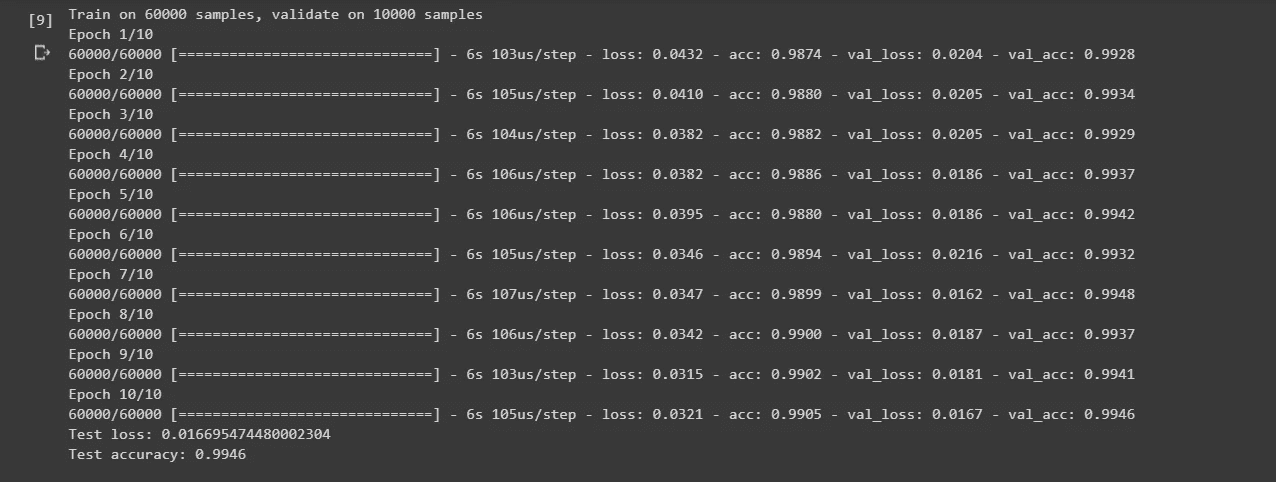 [9] Train on 60000 samples, validate on 10000 samples
Epoch 1/10
60000/60000 [==============================] - 6s 103us/step - loss: 0.0432 - acc: 0.9874 - val_loss: 0.0204 - val_acc: 0.9928
Epoch 2/10
60000/60000 [==============================] - 6s 105us/step - loss: 0.0410 - acc: 0.9880 - val_loss: 0.0205 - val_acc: 0.9934
Epoch 3/10
60000/60000 [==============================] - 6s 104us/step - loss: 0.0382 - acc: 0.9882 - val_loss: 0.0205 - val_acc: 0.9929
Epoch 4/10
60000/60000 [==============================] - 6s 106us/step - loss: 0.0382 - acc: 0.9886 - val_loss: 0.0186 - val_acc: 0.9937
Epoch 5/10
60000/60000 [==============================] - 6s 106us/step - loss: 0.0395 - acc: 0.9880 - val_loss: 0.0186 - val_acc: 0.9942
Epoch 6/10
60000/60000 [==============================] - 6s 105us/step - loss: 0.0346 - acc: 0.9894 - val_loss: 0.0216 - val_acc: 0.9932
Epoch 7/10
60000/60000 [==============================] - 6s 107us/step - loss: 0.0347 - acc: 0.9899 - val_loss: 0.0162 - val_acc: 0.9948
Epoch 8/10
60000/60000 [==============================] - 6s 106us/step - loss: 0.0342 - acc: 0.9900 - val_loss: 0.0187 - val_acc: 0.9937
Epoch 9/10
60000/60000 [==============================] - 6s 103us/step - loss: 0.0315 - acc: 0.9902 - val_loss: 0.0181 - val_acc: 0.9941
Epoch 10/10
60000/60000 [==============================] - 6s 105us/step - loss: 0.0321 - acc: 0.9905 - val_loss: 0.0167 - val_acc: 0.9946
Test loss: 0.016695474480002304
Test accuracy: 0.9946